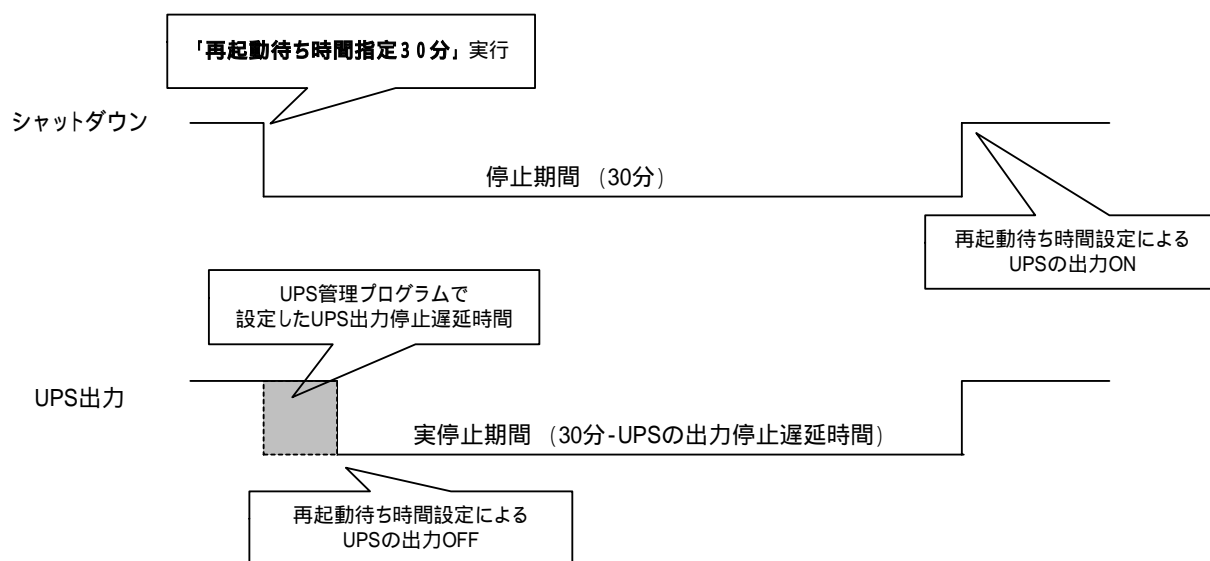 「再起動待ち時間指定３０分」実行
シャットダウン
停止期間 (30分)
再起動待ち時間設定による
UPSの出力ON
UPS管理プログラムで
設定したUPS出力停止遅延時間
UPS出力
実停止期間 (30分-UPSの出力停止遅延時間)
再起動待ち時間設定による
UPSの出力OFF